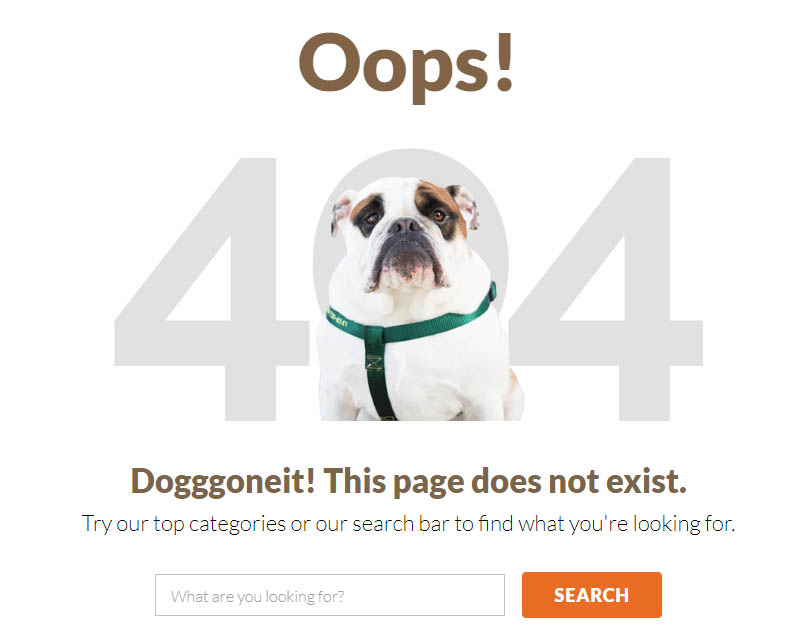 Oops!
404
Dogggoneit! This page does not exist.
Try our top categories or our search bar to find what you're looking for.
What are you looking for?
SEARCH